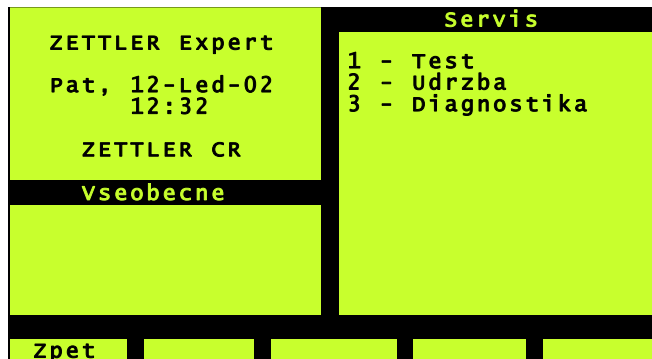 ZETTLER Expert
Pat, 12-Led-02
12:32
ZETTLER CR
Vseobecne
Servis
1 - Test
2 - Udrzba
3 - Diagnostika
Zpet